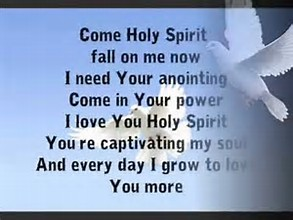 Come Holy Spirit
fall on me now
I need Your anointing
Come in Your power
I love You Holy Spirit
You're captivating my soul
And every day I grow to love
You more